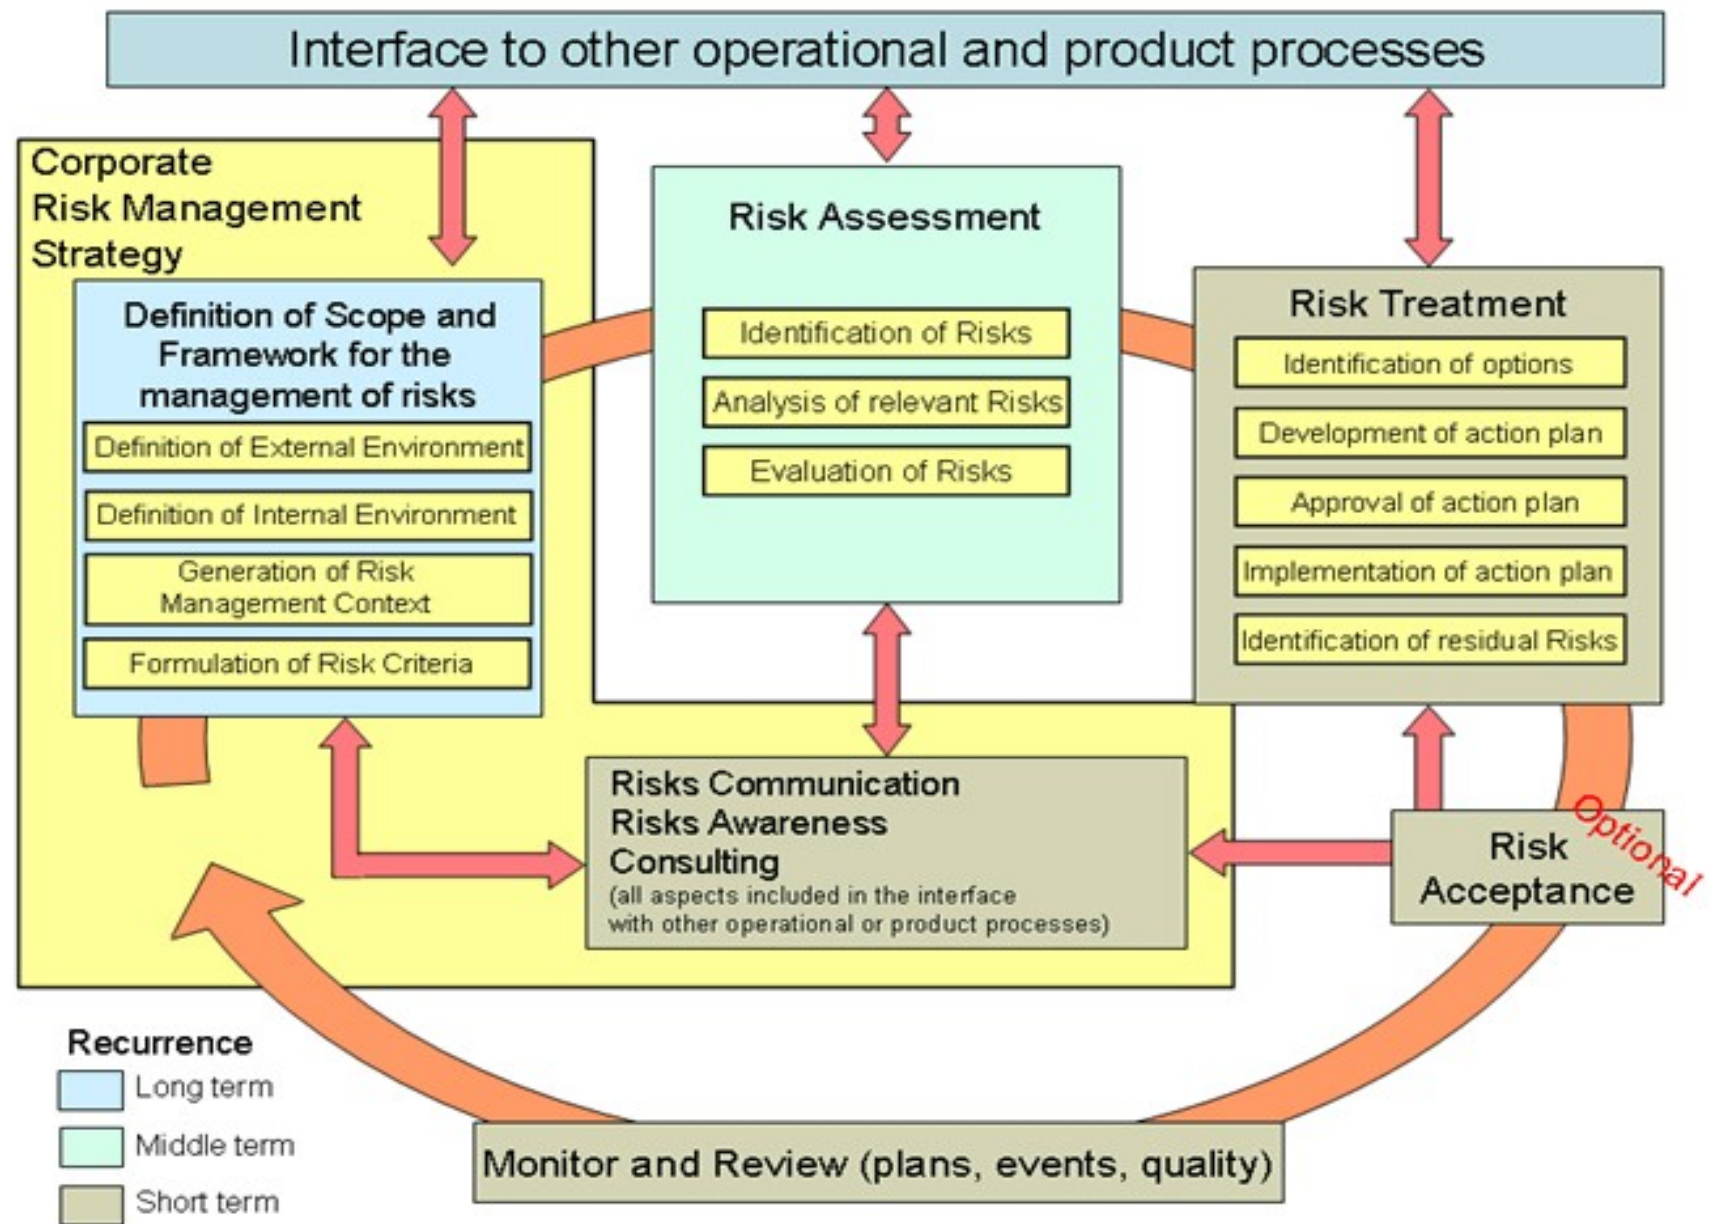 Interface to other operational and product processes
Corporate
Risk Management
Strategy
Definition of Scope and
Framework for the
management of risks
Definition of External Environment
Definition of Internal Environment
Generation of Risk
Management Context
Formulation of Risk Criteria
Risk Assessment
Identification of Risks
Analysis of relevant Risks
Evaluation of Risks
Risk Treatment
Identification of options
Development of action plan
Approval of action plan
Implementation of action plan
Identification of residual Risks
Risks Communication
Risks Awareness
Consulting
(all aspects included in the interface
with other operational or product processes)
Optional
Risk
Acceptance
Recurrence
Long term
Middle term
Short term
Monitor and Review (plans, events, quality)